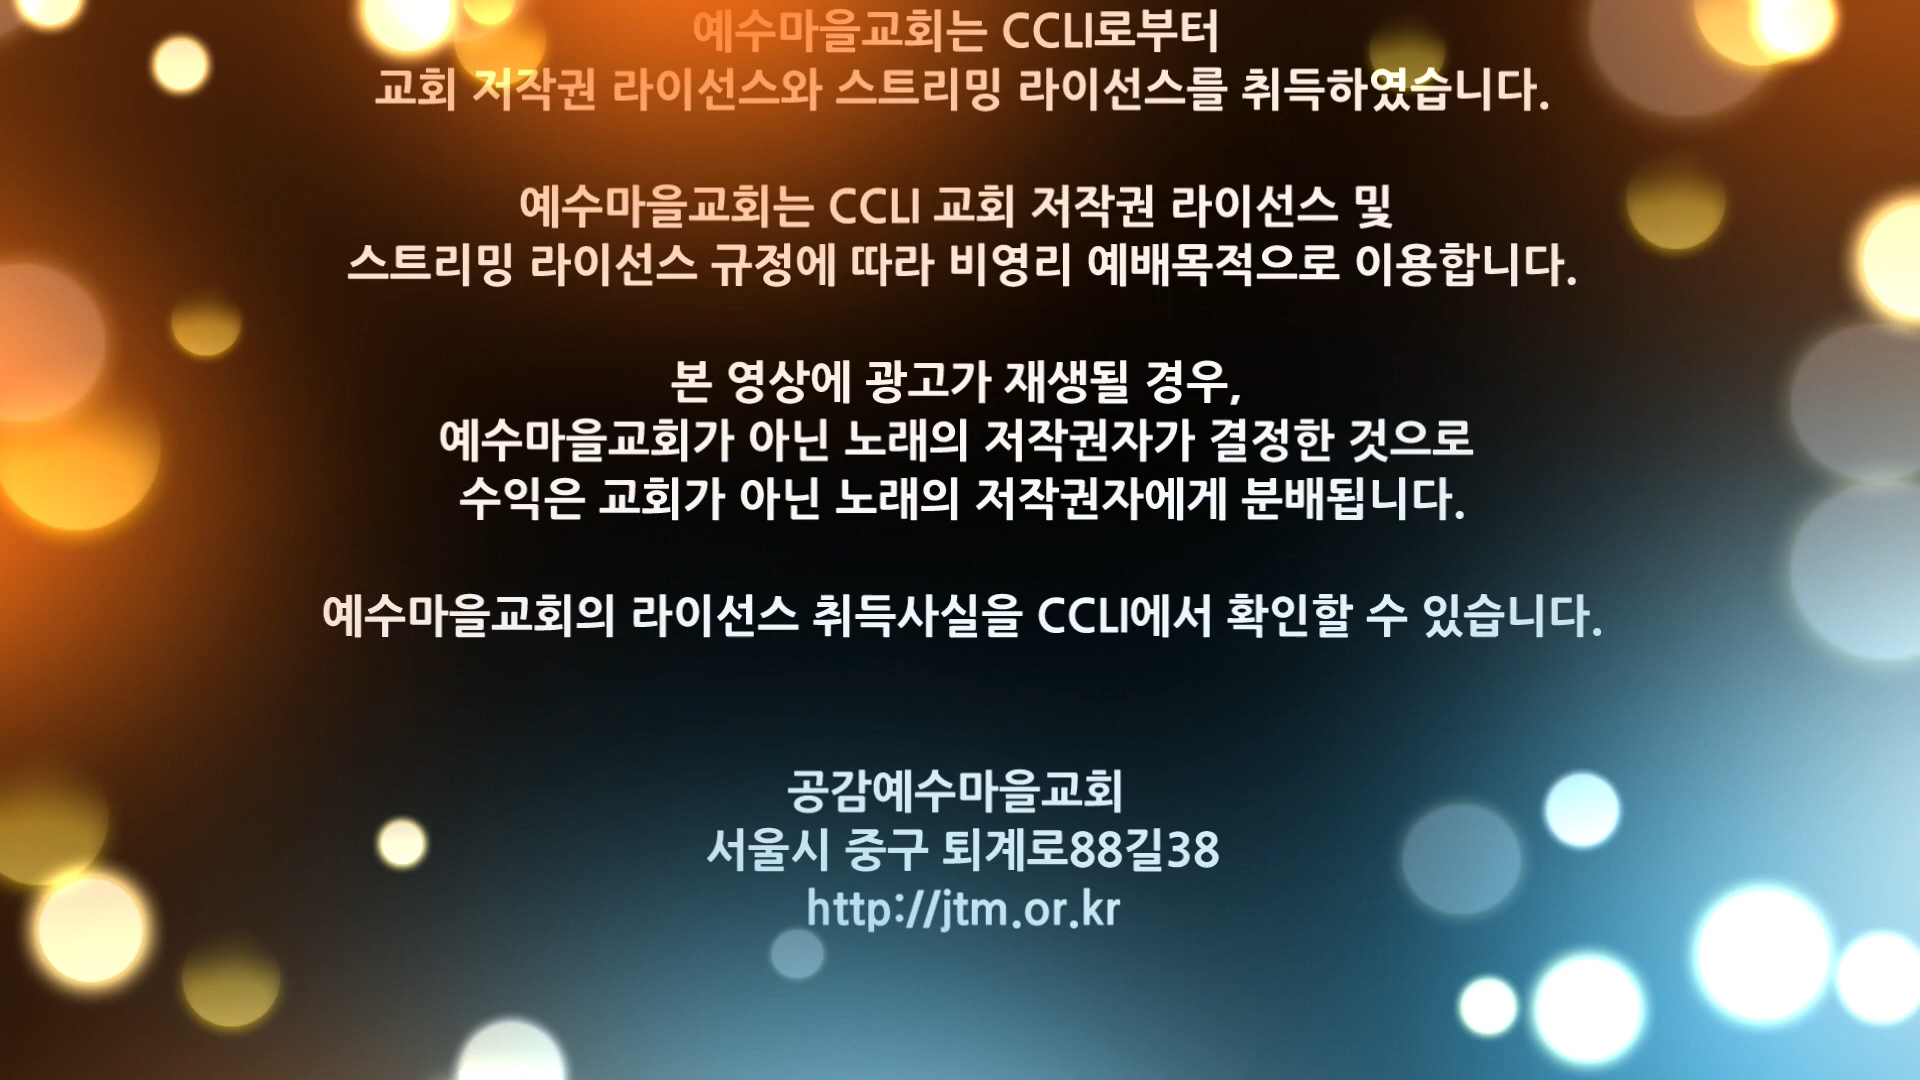 예수마을교회는 CCLI로부터
교회 저작권 라이선스와 스트리밍 라이선스를 취득하였습니다.
예수마을교회는 CCLI 교회 저작권 라이선스 및
스트리밍 라이선스 규정에 따라 비영리 예배목적으로 이용합니다.
본 영상에 광고가 재생될 경우,
예수마을교회가 아닌 노래의 저작권자가 결정한 것으로
수익은 교회가 아닌 노래의 저작권자에게 분배됩니다.
예수마을교회의 라이선스 취득사실을 CCLI에서 확인할 수 있습니다.
공감예수마을교회
서울시 중구 퇴계로88길38
http://jtm.or.kr